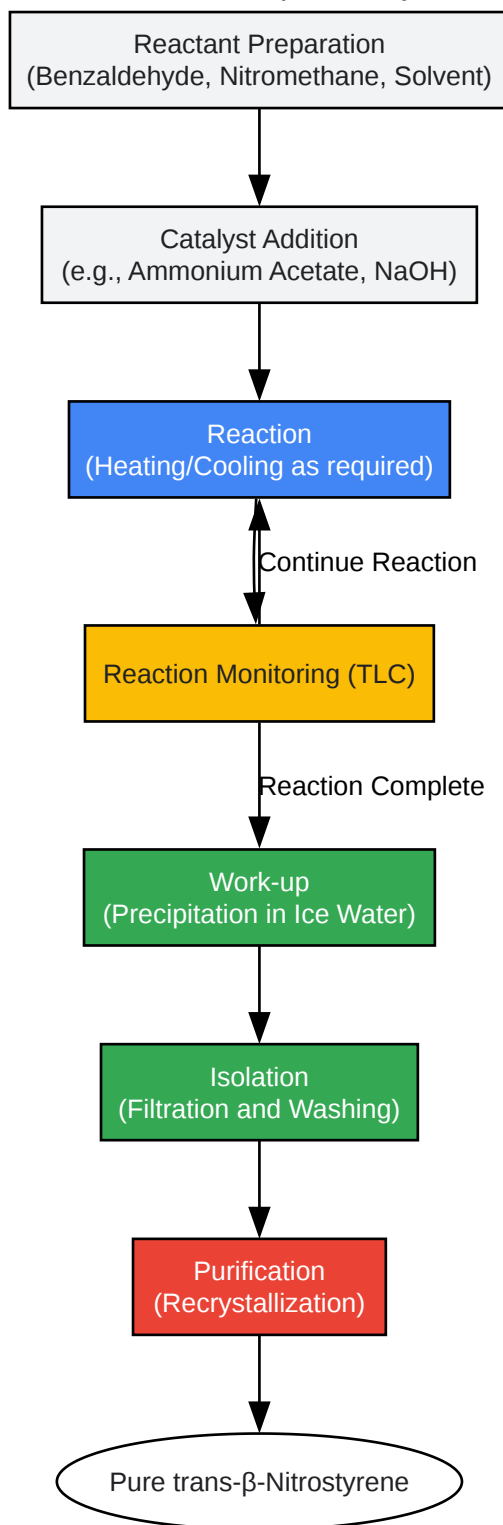 Reactant Preparation
(Benzaldehyde, Nitromethane, Solvent)
Catalyst Addition
(e.g., Ammonium Acetate, NaOH)
Reaction
(Heating/Cooling as required)
Continue Reaction
Reaction Monitoring (TLC)
Reaction Complete
Work-up
(Precipitation in Ice Water)
Isolation
(Filtration and Washing)
Purification
(Recrystallization)
Pure trans-β-Nitrostyrene